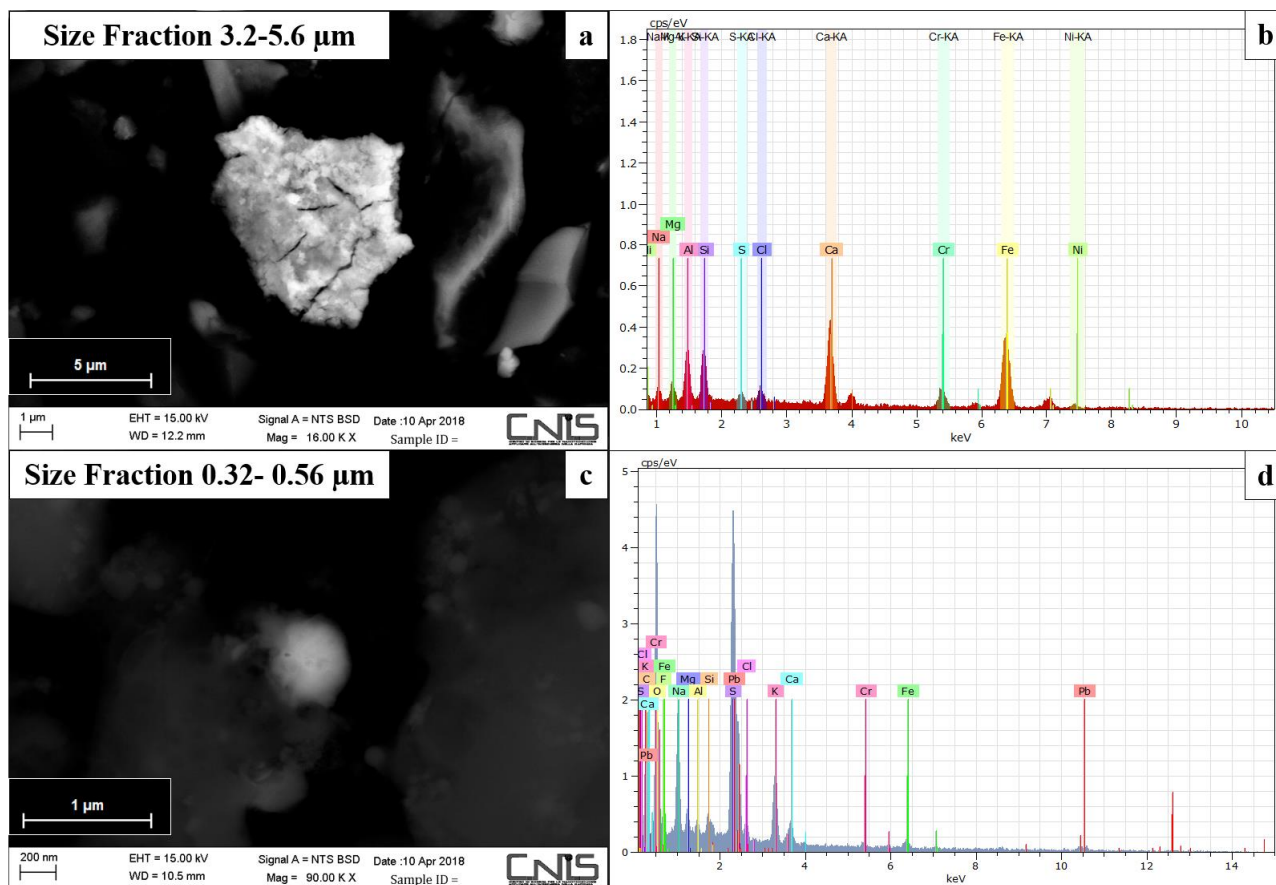 Size Fraction 3.2-5.6 µm
a
5 µm
1 µm
EHT = 15.00 kV
Signal A = NTS BSD
Date :10 Apr 2018
WD = 12.2 mm
Mag = 16.00 K X
Sample ID =
CNIS
b
cps/eV
S-KA
Cl-KA
Ca-KA
Cr-KA
Fe-KA
Ni-KA
1.8
1.6
1.4
1.2
1.0
0.8
0.6
0.4
0.2
0.0
Mg
Na
Al
Si
S
Cl
Ca
Cr
Fe
Ni
1 2 3 4 5 6 7 8 9 10
keV
Size Fraction 0.32- 0.56 µm
c
1 µm
200 nm
EHT = 15.00 kV
Signal A = NTS BSD
Date :10 Apr 2018
WD = 10.5 mm
Mag = 90.00 K X
Sample ID =
CNIS
d
cps/eV
5
4
3
2
1
0
Cr
Cl
K Fe Pb Cl Ca
C F Mg Si
S O Na Al S K Cr Fe Pb
Ca
Pb
2 4 6 8 10 12 14
keV